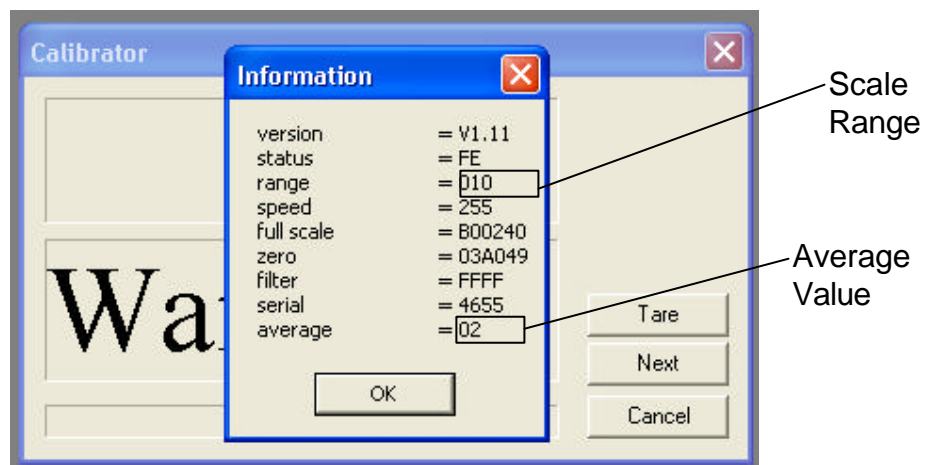 Calibrator
Information
Scale
Range
version = V1.11
status = FE
range = 010
speed = 255
full scale = B00240
zero = 03A049
filter = FFFF
serial = 4655
average = 02
Average
Value
Tare
Next
Cancel
OK